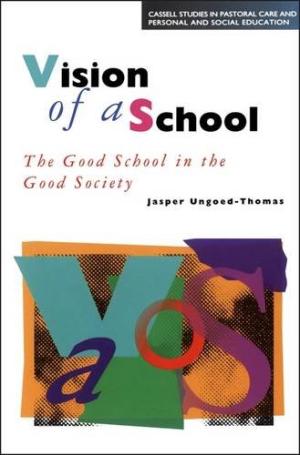 CASSELL STUDIES IN PASTORAL CARE AND
PERSONAL AND SOCIAL EDUCATION
Vision
of a School
The Good School in the
Good Society
Jasper Ungoed-Thomas
V
o
a S